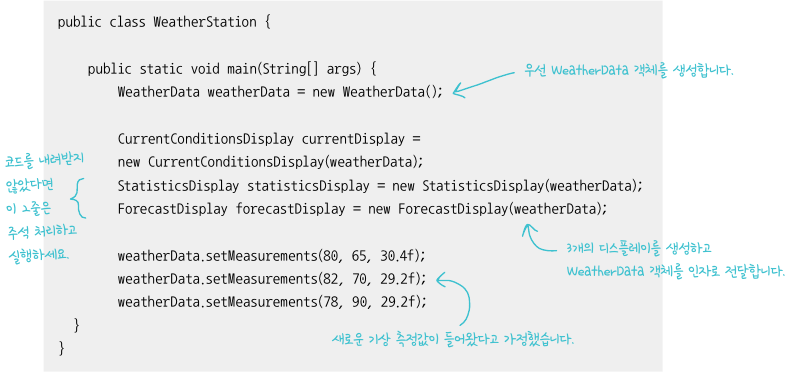 public class WeatherStation {
public static void main(String[] args) {
우선 WeatherData 객체를 생성합니다.
WeatherData weatherData = new WeatherData();
CurrentConditionsDisplay currentDisplay =
new CurrentConditionsDisplay(weatherData);
StatisticsDisplay statisticsDisplay = new StatisticsDisplay(weatherData);
ForecastDisplay forecastDisplay = new ForecastDisplay(weatherData);
코드를 내려받지
않았다면
이 2줄은
주석 처리하고
실행하세요.
3개의 디스플레이를 생성하고
WeatherData 객체를 인자로 전달합니다.
weatherData.setMeasurements(80, 65, 30.4f);
weatherData.setMeasurements(82, 70, 29.2f);
weatherData.setMeasurements(78, 90, 29.2f);
새로운 기상 측정값이 들어왔다고 가정했습니다.
}
}